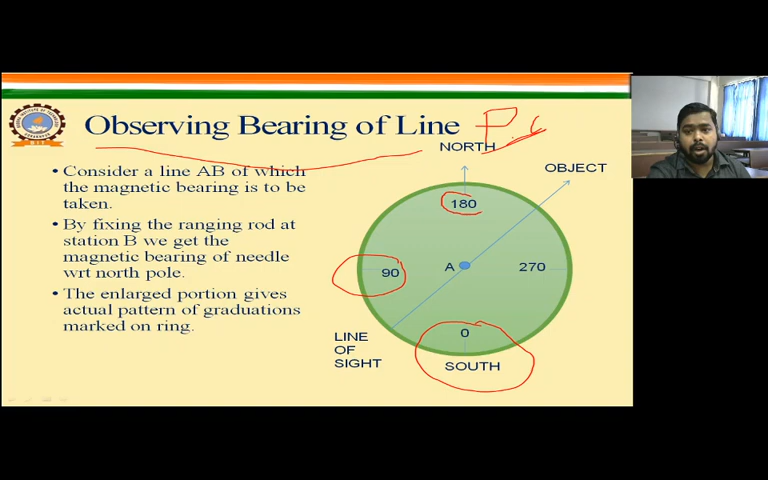 Observing Bearing of Line
P.C
• Consider a line AB of which
the magnetic bearing is to be
taken.
• By fixing the ranging rod at
station B we get the
magnetic bearing of needle
wrt north pole.
• The enlarged portion gives
actual pattern of graduations
marked on ring.
NORTH
OBJECT
180
A
90
270
0
LINE
OF
SIGHT
SOUTH